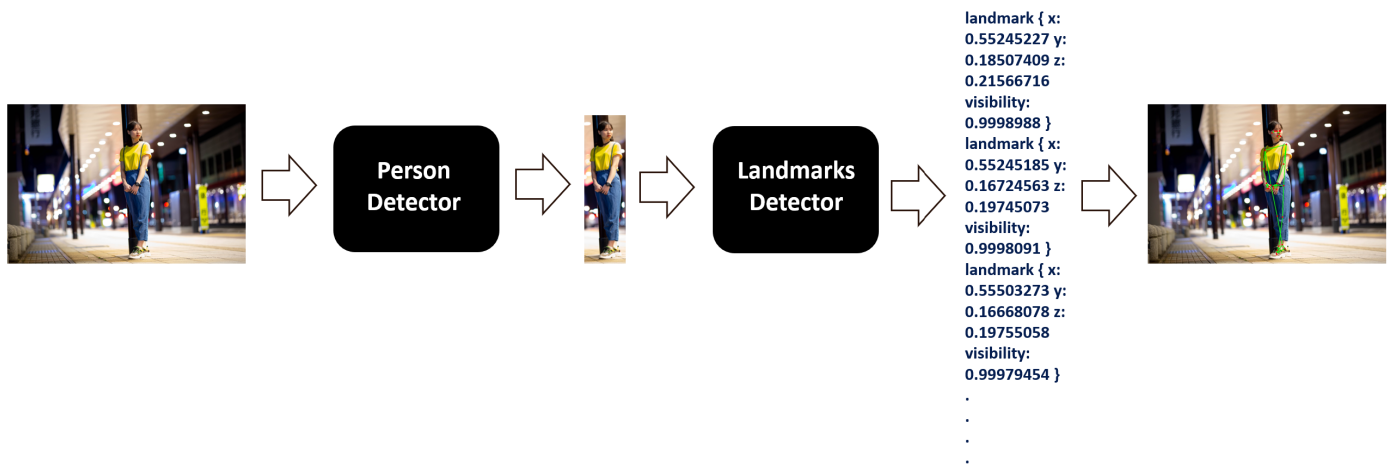 Person
Detector
Landmarks
Detector
landmark { x:
0.55245227 y:
0.18507409 z:
0.21566716
visibility:
0.9998988 }
landmark { x:
0.55245185 y:
0.16724563 z:
0.19745073
visibility:
0.9998091 }
landmark { x:
0.55503273 y:
0.16668078 z:
0.19755058
visibility:
0.99979454 }
.
.
.
.